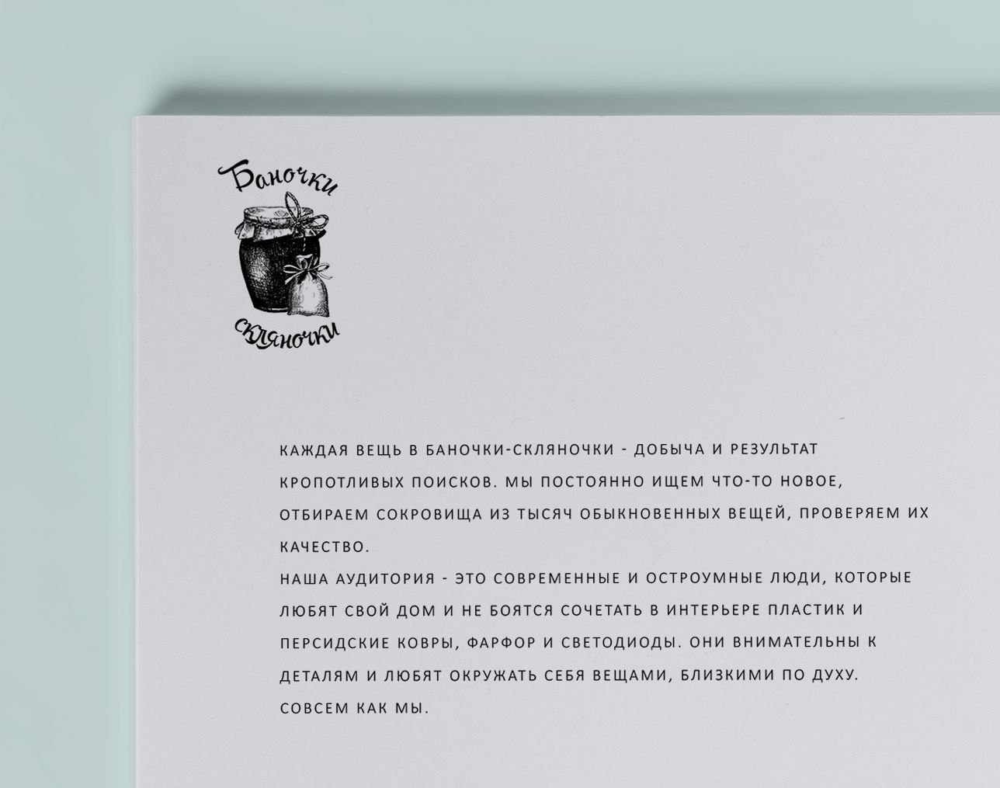 Баночки
скляночки
КАЖДАЯ ВЕЩЬ В БАНОЧКИ-СКЛЯНОЧКИ - ДОБЫЧА И РЕЗУЛЬТАТ
КРОПОТЛИВЫХ ПОИСКОВ. МЫ ПОСТОЯННО ИЩЕМ ЧТО-ТО НОВОЕ,
ОТБИРАЕМ СОКРОВИЩА ИЗ ТЫСЯЧ ОБЫКНОВЕННЫХ ВЕЩЕЙ, ПРОВЕРЯЕМ ИХ
КАЧЕСТВО.
НАША АУДИТОРИЯ - ЭТО СОВРЕМЕННЫЕ И ОСТРОУМНЫЕ ЛЮДИ, КОТОРЫЕ
ЛЮБЯТ СВОЙ ДОМ И НЕ БОЯТСЯ СОЧЕТАТЬ В ИНТЕРЬЕРЕ ПЛАСТИК И
ПЕРСИДСКИЕ КОВРЫ, ФАРФОР И СВЕТОДИОДЫ. ОНИ ВНИМАТЕЛЬНЫ К
ДЕТАЛЯМ И ЛЮБЯТ ОКРУЖАТЬ СЕБЯ ВЕЩАМИ, БЛИЗКИМИ ПО ДУХУ.
СОВСЕМ КАК МЫ.